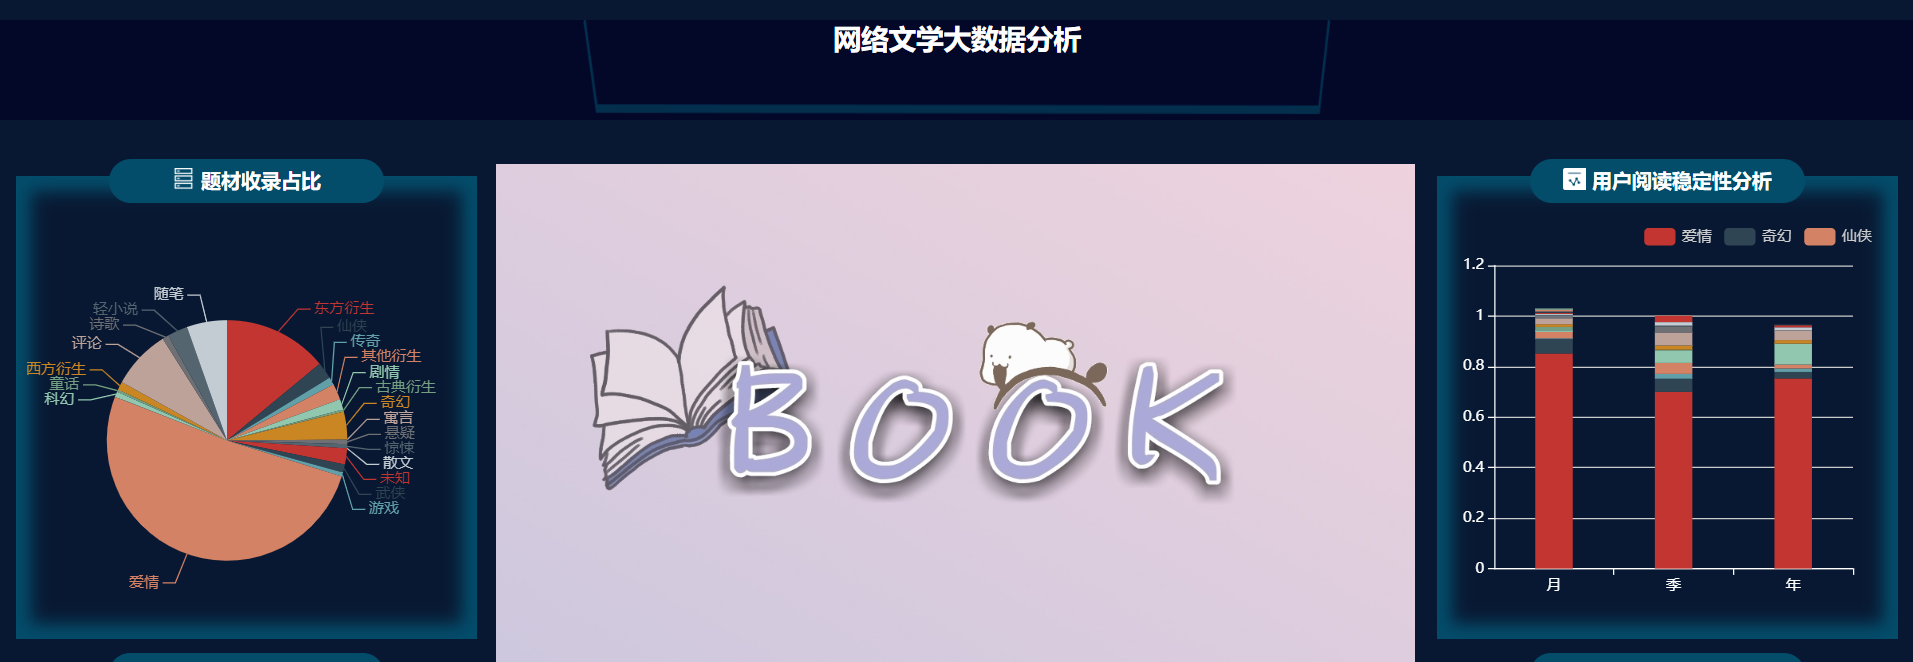 网络文学大数据分析
题材收录占比
随笔
轻小说
诗歌
评论
西方衍生
童话
科幻
爱情
东方衍生
仙侠
传奇
其他衍生
剧情
古典衍生
奇幻
寓言
悬疑
惊悚
散文
未知
武侠
游戏
BOOK
用户阅读稳定性分析
爱情 奇幻 仙侠
1.2
1
0.8
0.6
0.4
0.2
0
月 季 年